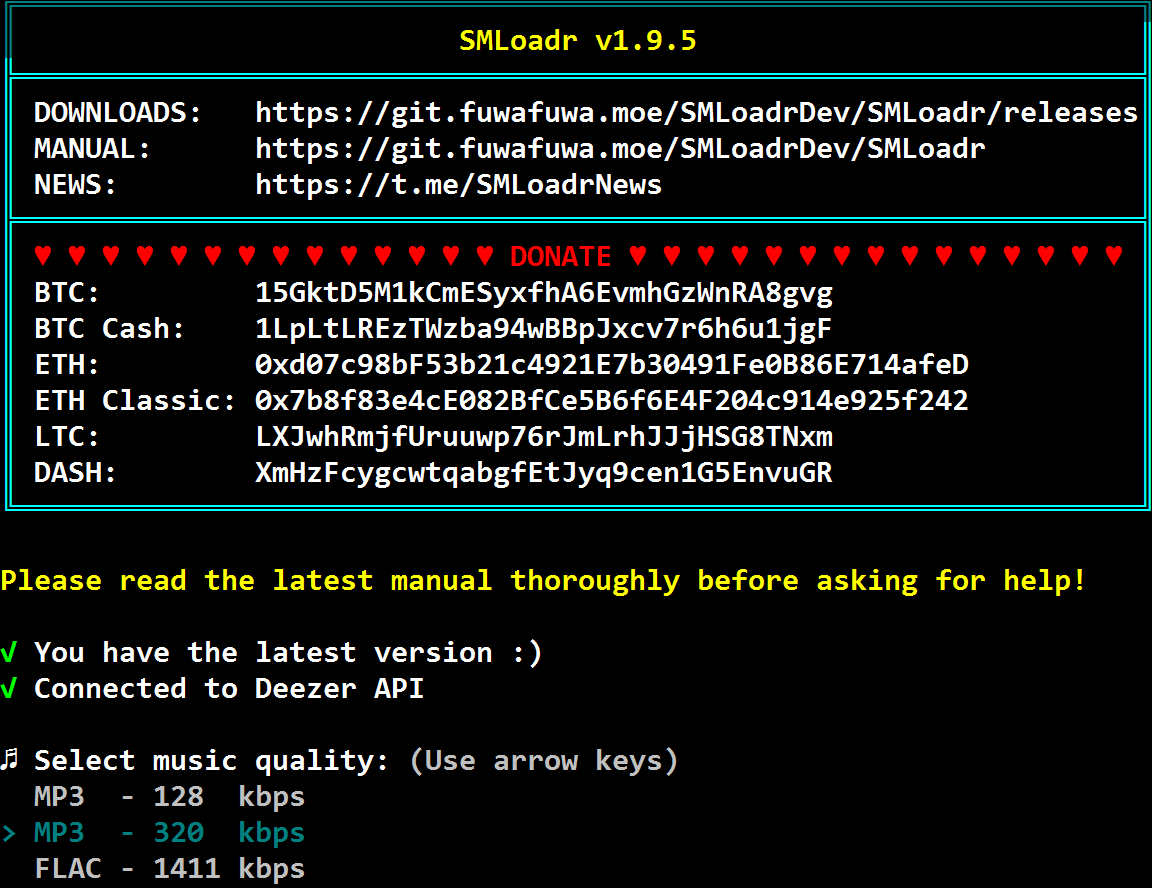 SMLoadr v1.9.5
DOWNLOADS: https://git.fuwafuwa.moe/SMLoadrDev/SMLoadr/releases
MANUAL: https://git.fuwafuwa.moe/SMLoadrDev/SMLoadr
NEWS: https://t.me/SMLoadrNews
♥ ♥ ♥ ♥ ♥ ♥ ♥ ♥ ♥ ♥ ♥ ♥ ♥ ♥ DONATE ♥ ♥ ♥ ♥ ♥ ♥ ♥ ♥ ♥ ♥ ♥ ♥ ♥ ♥ ♥
BTC: 15GktD5M1kCmESyxfhA6EvmhGzWnRA8gvg
BTC Cash: 1LpLtLREzTWzba94wBBpJxcv7r6h6u1jgF
ETH: 0xd07c98bF53b21c4921E7b30491Fe0B86E714afeD
ETH Classic: 0x7b8f83e4cE082BfCe5B6f6E4F204c914e925f242
LTC: LXJwhRmjfUruuwp76rJmLrhJJjHSG8TNxm
DASH: XmHzFcygcwtqabgfEtJyq9cen1G5EnvuGR
Please read the latest manual thoroughly before asking for help!
√ You have the latest version :)
√ Connected to Deezer API
♬ Select music quality: (Use arrow keys)
MP3 - 128 kbps
> MP3 - 320 kbps
FLAC - 1411 kbps